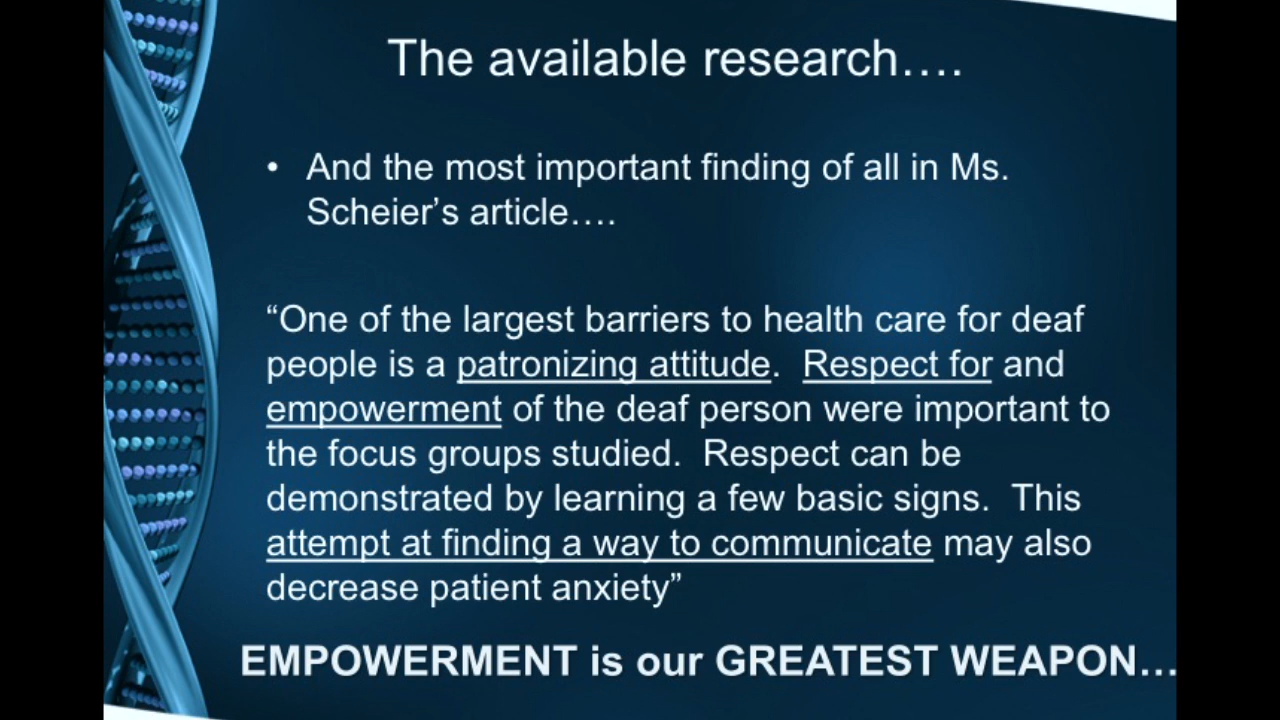 The available research….
• And the most important finding of all in Ms.
Scheier’s article….
“One of the largest barriers to health care for deaf
people is a patronizing attitude.  Respect for and
empowerment of the deaf person were important to
the focus groups studied.  Respect can be
demonstrated by learning a few basic signs.  This
attempt at finding a way to communicate may also
decrease patient anxiety”
EMPOWERMENT is our GREATEST WEAPON…